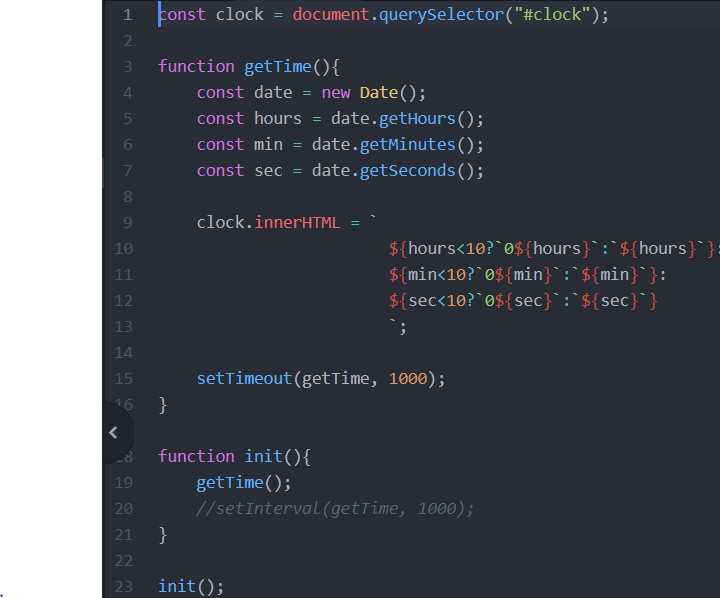 1 const clock = document.querySelector("#clock");
2
3 function getTime(){
4 const date = new Date();
5 const hours = date.getHours();
6 const min = date.getMinutes();
7 const sec = date.getSeconds();
8
9 clock.innerHTML = `
10 ${hours<10?`0${hours}`:`${hours}`}:
11 ${min<10?`0${min}`:`${min}`}:
12 ${sec<10?`0${sec}`:`${sec}`}
13 `;
14
15 setTimeout(getTime, 1000);
16 }
18 function init(){
19 getTime();
20 //setInterval(getTime, 1000);
21 }
22
23 init();